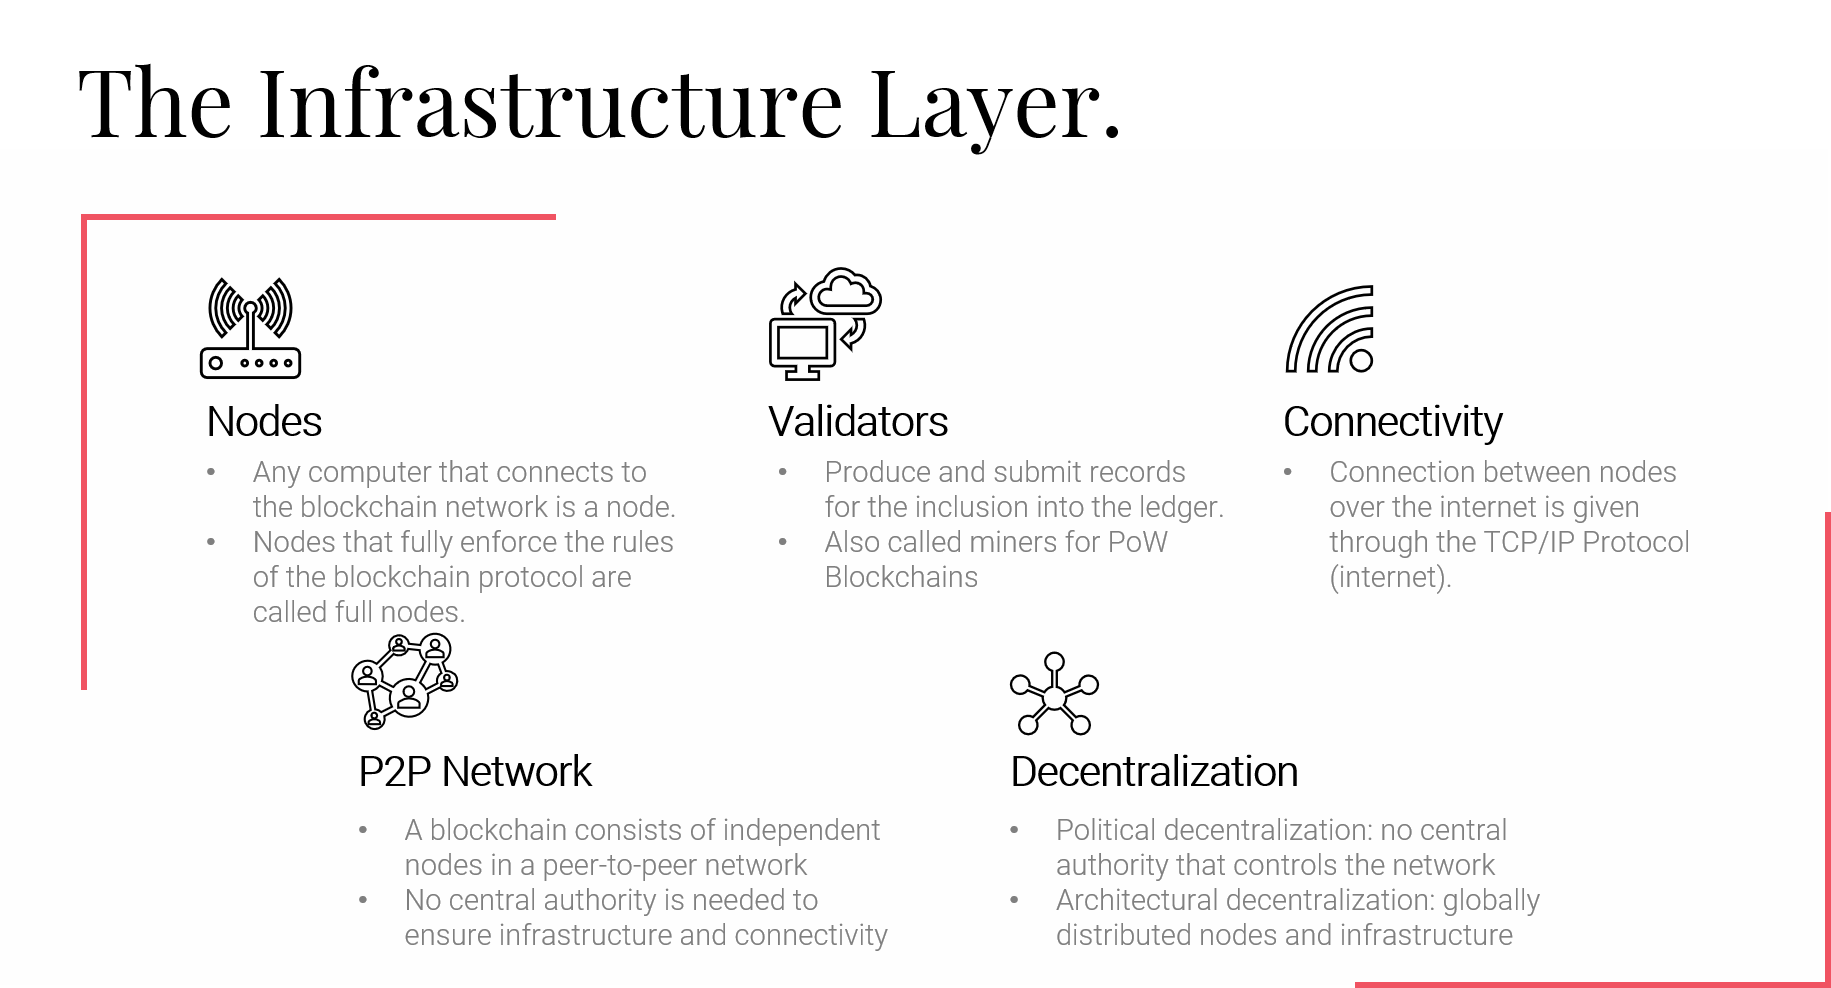 The Infrastructure Layer.
Nodes
• Any computer that connects to
the blockchain network is a node.
• Nodes that fully enforce the rules
of the blockchain protocol are
called full nodes.
Validators
• Produce and submit records
for the inclusion into the ledger.
• Also called miners for PoW
Blockchains
Connectivity
• Connection between nodes
over the internet is given
through the TCP/IP Protocol
(internet).
P2P Network
• A blockchain consists of independent
nodes in a peer-to-peer network
• No central authority is needed to
ensure infrastructure and connectivity
Decentralization
• Political decentralization: no central
authority that controls the network
• Architectural decentralization: globally
distributed nodes and infrastructure